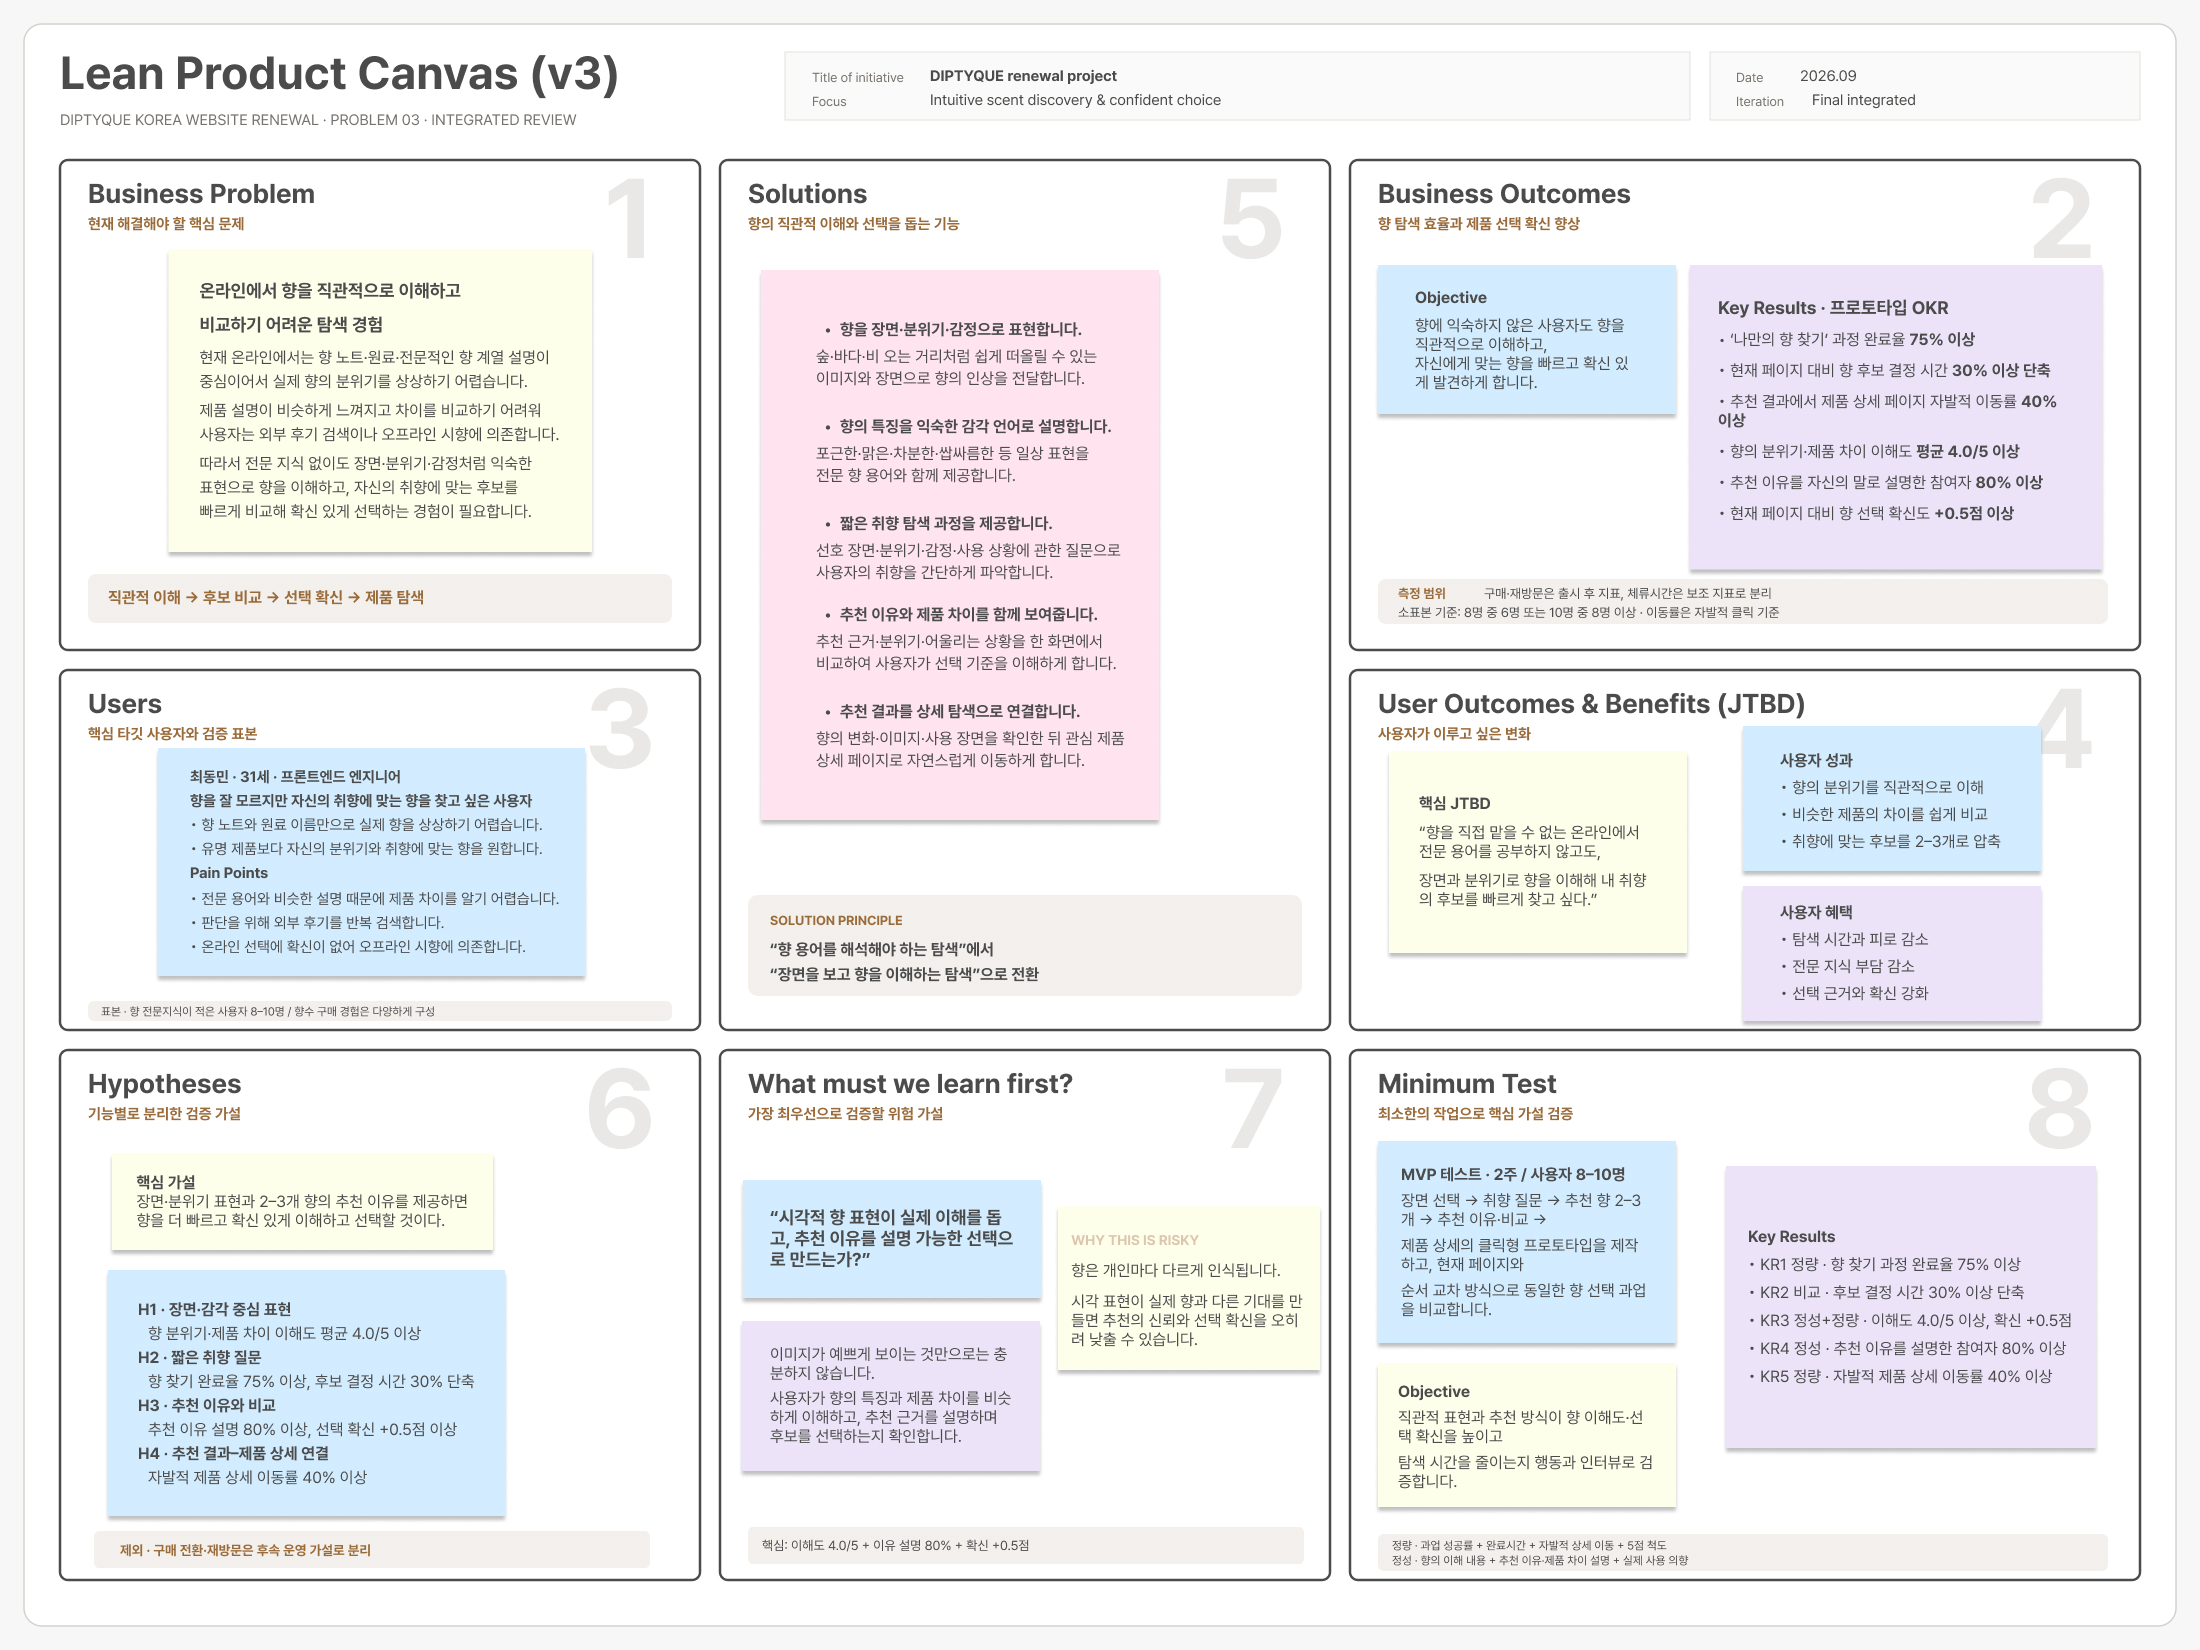 Lean Product Canvas (v3)
DIPTYQUE KOREA WEBSITE RENEWAL · PROBLEM 03 · INTEGRATED REVIEW
Title of initiative DIPTYQUE renewal project
Focus Intuitive scent discovery & confident choice
Date 2026.09
Iteration Final integrated
Business Problem
1
현재 해결해야 할 핵심 문제
온라인에서 향을 직관적으로 이해하고
비교하기 어려운 탐색 경험
현재 온라인에서는 향 노트·원료·전문적인 향 계열 설명이
중심이어서 실제 향의 분위기를 상상하기 어렵습니다.
제품 설명이 비슷하게 느껴지고 차이를 비교하기 어려워
사용자는 외부 후기 검색이나 오프라인 시향에 의존합니다.
따라서 전문 지식 없이도 장면·분위기·감정처럼 익숙한
표현으로 향을 이해하고, 자신의 취향에 맞는 후보를
빠르게 비교해 확신 있게 선택하는 경험이 필요합니다.
직관적 이해 → 후보 비교 → 선택 확신 → 제품 탐색
Solutions
5
향의 직관적 이해와 선택을 돕는 기능
• 향을 장면·분위기·감정으로 표현합니다.
숲·바다·비 오는 거리처럼 쉽게 떠올릴 수 있는
이미지와 장면으로 향의 인상을 전달합니다.
• 향의 특징을 익숙한 감각 언어로 설명합니다.
포근한·맑은·차분한·쌉싸름한 등 일상 표현을
전문 향 용어와 함께 제공합니다.
• 짧은 취향 탐색 과정을 제공합니다.
선호 장면·분위기·감정·사용 상황에 관한 질문으로
사용자의 취향을 간단하게 파악합니다.
• 추천 이유와 제품 차이를 함께 보여줍니다.
추천 근거·분위기·어울리는 상황을 한 화면에서
비교하여 사용자가 선택 기준을 이해하게 합니다.
• 추천 결과를 상세 탐색으로 연결합니다.
향의 변화·이미지·사용 장면을 확인한 뒤 관심 제품
상세 페이지로 자연스럽게 이동하게 합니다.
SOLUTION PRINCIPLE
“향 용어를 해석해야 하는 탐색”에서
“장면을 보고 향을 이해하는 탐색”으로 전환
Business Outcomes
2
향 탐색 효율과 제품 선택 확신 향상
Objective
향에 익숙하지 않은 사용자도 향을
직관적으로 이해하고,
자신에게 맞는 향을 빠르고 확신 있
게 발견하게 합니다.
Key Results · 프로토타입 OKR
• ‘나만의 향 찾기’ 과정 완료율 75% 이상
• 현재 페이지 대비 향 후보 결정 시간 30% 이상 단축
• 추천 결과에서 제품 상세 페이지 자발적 이동률 40%
이상
• 향의 분위기·제품 차이 이해도 평균 4.0/5 이상
• 추천 이유를 자신의 말로 설명한 참여자 80% 이상
• 현재 페이지 대비 향 선택 확신도 +0.5점 이상
측정 범위 구매·재방문은 출시 후 지표, 체류시간은 보조 지표로 분리
소표본 기준: 8명 중 6명 또는 10명 중 8명 이상 · 이동률은 자발적 클릭 기준
Users
3
핵심 타깃 사용자와 검증 표본
최동민 · 31세 · 프론트엔드 엔지니어
향을 잘 모르지만 자신의 취향에 맞는 향을 찾고 싶은 사용자
• 향 노트와 원료 이름만으로 실제 향을 상상하기 어렵습니다.
• 유명 제품보다 자신의 분위기와 취향에 맞는 향을 원합니다.
Pain Points
• 전문 용어와 비슷한 설명 때문에 제품 차이를 알기 어렵습니다.
• 판단을 위해 외부 후기를 반복 검색합니다.
• 온라인 선택에 확신이 없어 오프라인 시향에 의존합니다.
표본 · 향 전문지식이 적은 사용자 8–10명 / 향수 구매 경험은 다양하게 구성
User Outcomes & Benefits (JTBD)
4
사용자가 이루고 싶은 변화
핵심 JTBD
“향을 직접 맡을 수 없는 온라인에서
전문 용어를 공부하지 않고도,
장면과 분위기로 향을 이해해 내 취향
의 후보를 빠르게 찾고 싶다.”
사용자 성과
• 향의 분위기를 직관적으로 이해
• 비슷한 제품의 차이를 쉽게 비교
• 취향에 맞는 후보를 2–3개로 압축
사용자 혜택
• 탐색 시간과 피로 감소
• 전문 지식 부담 감소
• 선택 근거와 확신 강화
Hypotheses
6
기능별로 분리한 검증 가설
핵심 가설
장면·분위기 표현과 2–3개 향의 추천 이유를 제공하면
향을 더 빠르고 확신 있게 이해하고 선택할 것이다.
H1 · 장면·감각 중심 표현
향 분위기·제품 차이 이해도 평균 4.0/5 이상
H2 · 짧은 취향 질문
향 찾기 완료율 75% 이상, 후보 결정 시간 30% 단축
H3 · 추천 이유와 비교
추천 이유 설명 80% 이상, 선택 확신 +0.5점 이상
H4 · 추천 결과–제품 상세 연결
자발적 제품 상세 이동률 40% 이상
제외 · 구매 전환·재방문은 후속 운영 가설로 분리
What must we learn first?
7
가장 최우선으로 검증할 위험 가설
“시각적 향 표현이 실제 이해를 돕
고, 추천 이유를 설명 가능한 선택으
로 만드는가?”
WHY THIS IS RISKY
향은 개인마다 다르게 인식됩니다.
시각 표현이 실제 향과 다른 기대를 만
들면 추천의 신뢰와 선택 확신을 오히
려 낮출 수 있습니다.
이미지가 예쁘게 보이는 것만으로는 충
분하지 않습니다.
사용자가 향의 특징과 제품 차이를 비슷
하게 이해하고, 추천 근거를 설명하며
후보를 선택하는지 확인합니다.
핵심: 이해도 4.0/5 + 이유 설명 80% + 확신 +0.5점
Minimum Test
8
최소한의 작업으로 핵심 가설 검증
MVP 테스트 · 2주 / 사용자 8–10명
장면 선택 → 취향 질문 → 추천 향 2–3
개 → 추천 이유·비교 →
제품 상세의 클릭형 프로토타입을 제작
하고, 현재 페이지와
순서 교차 방식으로 동일한 향 선택 과업
을 비교합니다.
Objective
직관적 표현과 추천 방식이 향 이해도·선
택 확신을 높이고
탐색 시간을 줄이는지 행동과 인터뷰로 검
증합니다.
Key Results
• KR1 정량 · 향 찾기 과정 완료율 75% 이상
• KR2 비교 · 후보 결정 시간 30% 이상 단축
• KR3 정성+정량 · 이해도 4.0/5 이상, 확신 +0.5점
• KR4 정성 · 추천 이유를 설명한 참여자 80% 이상
• KR5 정량 · 자발적 제품 상세 이동률 40% 이상
정량 · 과업 성공률 + 완료시간 + 자발적 상세 이동 + 5점 척도
정성 · 향의 이해 내용 + 추천 이유·제품 차이 설명 + 실제 사용 의향